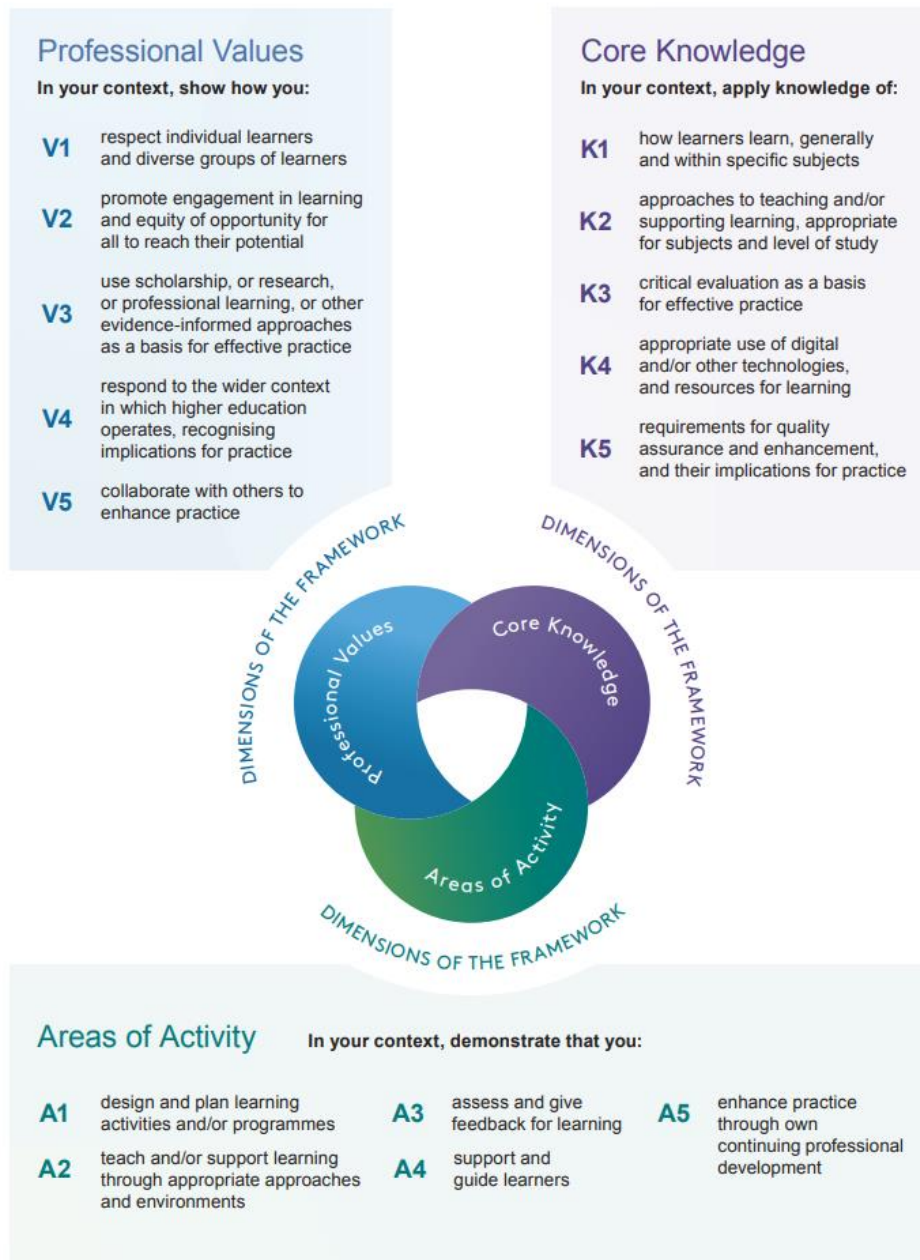 Professional Values
In your context, show how you:
V1 respect individual learners
and diverse groups of learners
V2 promote engagement in learning
and equity of opportunity for
all to reach their potential
V3 use scholarship, or research,
or professional learning, or other
evidence-informed approaches
as a basis for effective practice
V4 respond to the wider context
in which higher education
operates, recognising
implications for practice
V5 collaborate with others to
enhance practice
Core Knowledge
In your context, apply knowledge of:
K1 how learners learn, generally
and within specific subjects
K2 approaches to teaching and/or
supporting learning, appropriate
for subjects and level of study
K3 critical evaluation as a basis
for effective practice
K4 appropriate use of digital
and/or other technologies,
and resources for learning
K5 requirements for quality
assurance and enhancement,
and their implications for practice
DIMENSIONS OF THE FRAMEWORK
DIMENSIONS OF THE FRAMEWORK
Professional Values
Core Knowledge
Areas of Activity
DIMENSIONS OF THE FRAMEWORK
Areas of Activity
In your context, demonstrate that you:
A1 design and plan learning
activities and/or programmes
A2 teach and/or support learning
through appropriate approaches
and environments
A3 assess and give
feedback for learning
A4 support and
guide learners
A5 enhance practice
through own
continuing professional
development